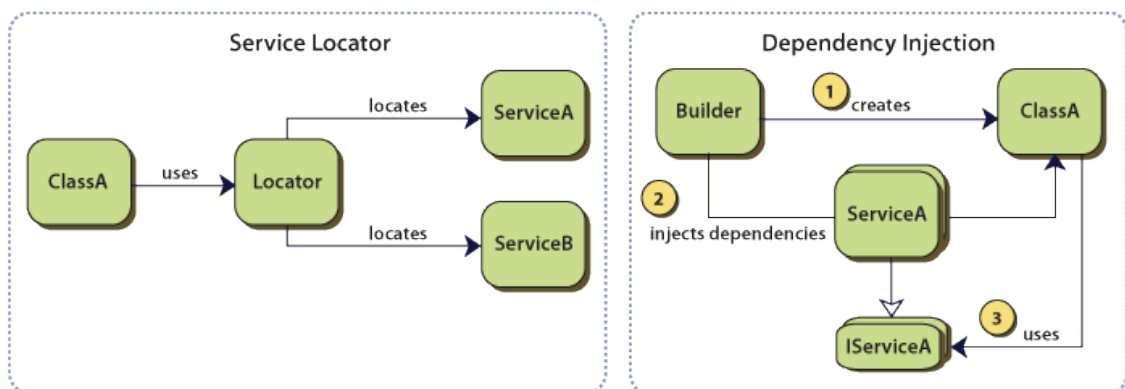 Service Locator
ClassA
uses
Locator
locates
ServiceA
locates
ServiceB
Dependency Injection
Builder
1
creates
ClassA
2
injects dependencies
ServiceA
IServiceA
3
uses